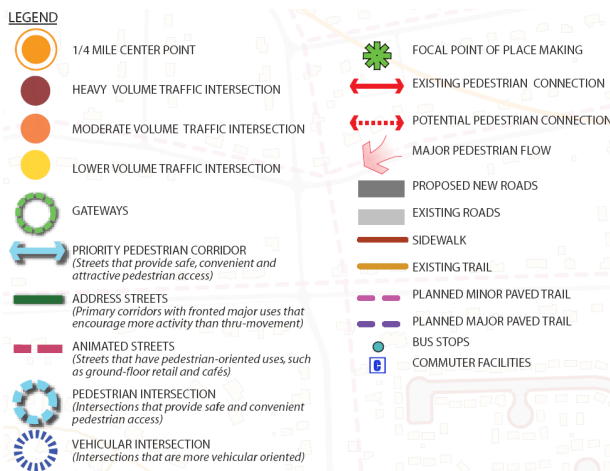 LEGEND
1/4 MILE CENTER POINT
HEAVY VOLUME TRAFFIC INTERSECTION
MODERATE VOLUME TRAFFIC INTERSECTION
LOWER VOLUME TRAFFIC INTERSECTION
GATEWAYS
PRIORITY PEDESTRIAN CORRIDOR
(Streets that provide safe, convenient and
attractive pedestrian access)
ADDRESS STREETS
(Primary corridors with fronted major uses that
encourage more activity than thru-movement)
ANIMATED STREETS
(Streets that have pedestrian-oriented uses, such
as ground-floor retail and cafés)
PEDESTRIAN INTERSECTION
(Intersections that provide safe and convenient
pedestrian access)
VEHICULAR INTERSECTION
(Intersections that are more vehicular oriented)
FOCAL POINT OF PLACE MAKING
EXISTING PEDESTRIAN CONNECTION
POTENTIAL PEDESTRIAN CONNECTION
MAJOR PEDESTRIAN FLOW
PROPOSED NEW ROADS
EXISTING ROADS
SIDEWALK
EXISTING TRAIL
PLANNED MINOR PAVED TRAIL
PLANNED MAJOR PAVED TRAIL
BUS STOPS
C COMMUTER FACILITIES